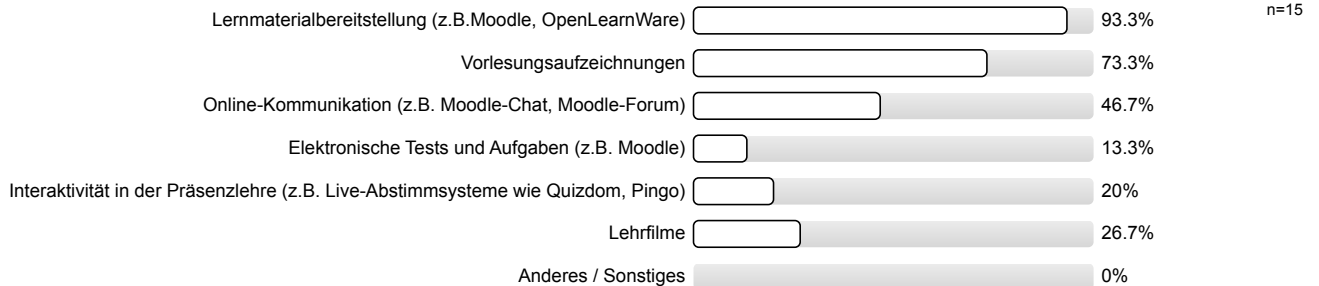 Lernmaterialbereitstellung (z.B.Moodle, OpenLearnWare) 93.3% n=15
Vorlesungsaufzeichnungen 73.3%
Online-Kommunikation (z.B. Moodle-Chat, Moodle-Forum) 46.7%
Elektronische Tests und Aufgaben (z.B. Moodle) 13.3%
Interaktivität in der Präsenzlehre (z.B. Live-Abstimmsysteme wie Quizdom, Pingo) 20%
Lehrfilme 26.7%
Anderes / Sonstiges 0%